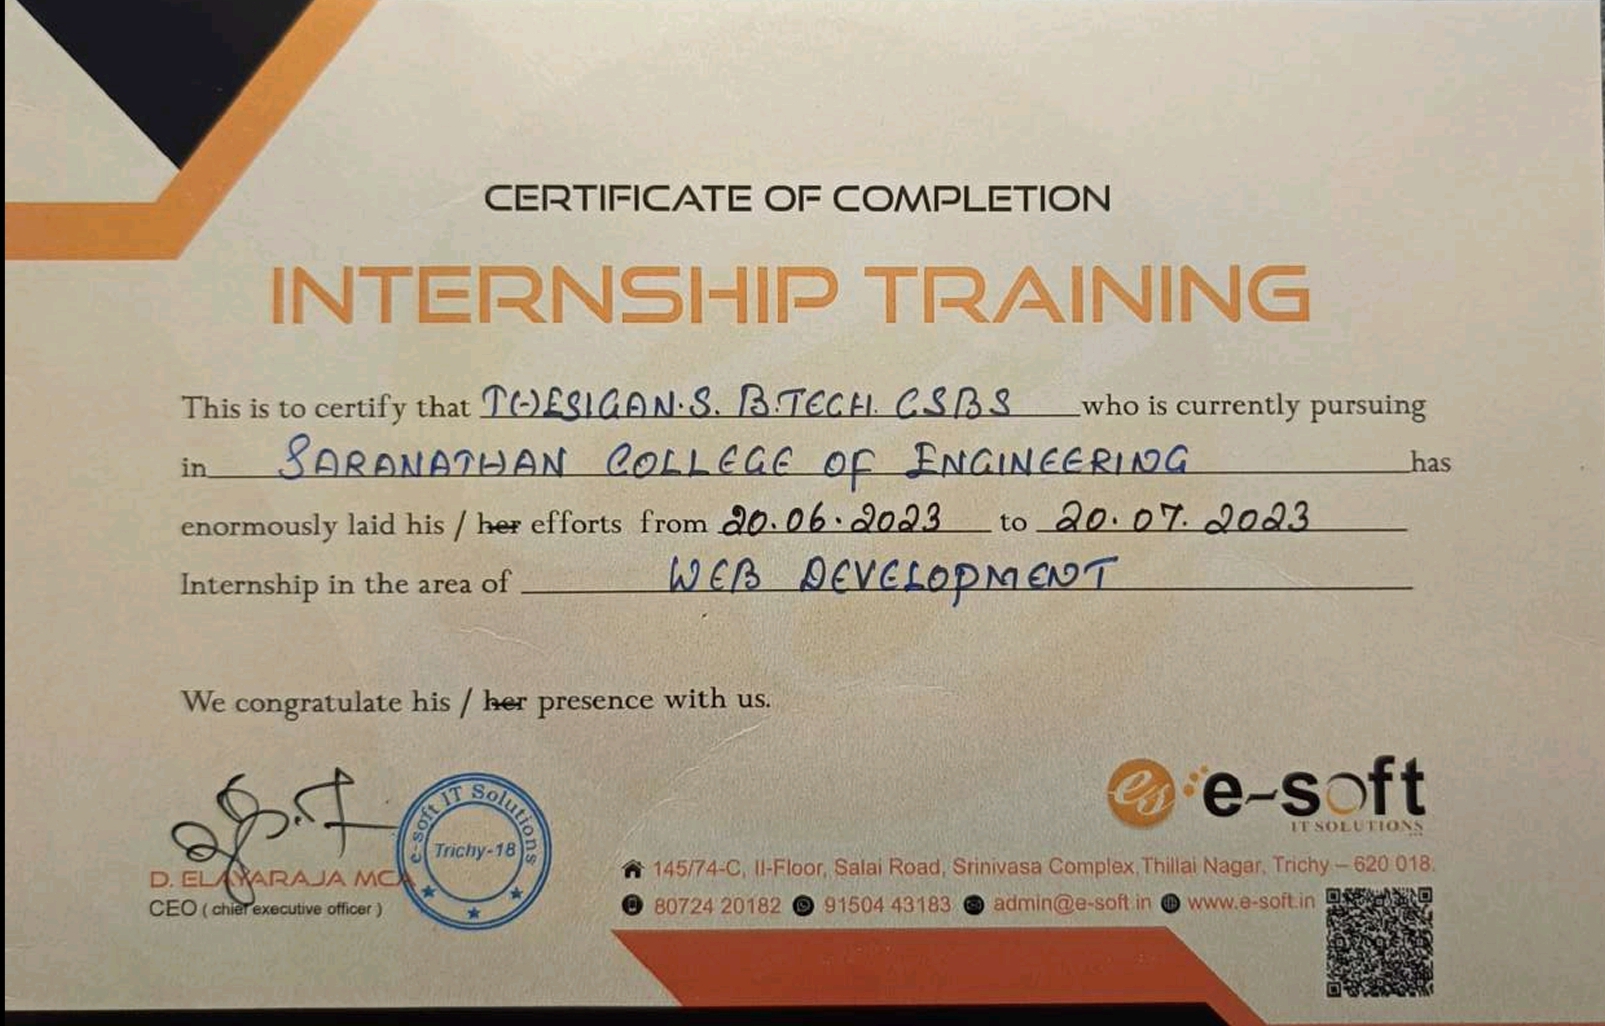 CERTIFICATE OF COMPLETION
INTERNSHIP TRAINING
This is to certify that THESIGAN.S. B.TECH. CSBS who is currently pursuing
in SARANATHAN COLLEGE OF ENGINEERING has
enormously laid his / her efforts from 20.06.2023 to 20.07.2023
Internship in the area of WEB DEVELOPMENT
We congratulate his / her presence with us.
e-soft IT Solutions
Trichy-18
D. ELAYARAJA MCA
CEO ( chief executive officer )
es e-soft
IT SOLUTIONS
145/74-C, II-Floor, Salai Road, Srinivasa Complex, Thillai Nagar, Trichy – 620 018.
80724 20182 91504 43183 admin@e-soft.in www.e-soft.in